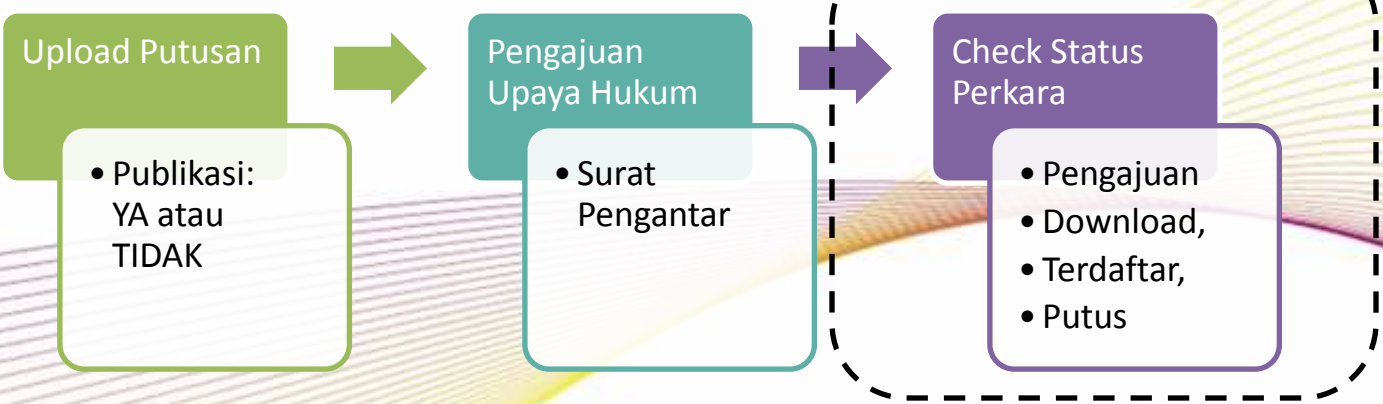 Upload Putusan
• Publikasi:
YA atau
TIDAK
Pengajuan
Upaya Hukum
• Surat
Pengantar
Check Status
Perkara
• Pengajuan
• Download,
• Terdaftar,
• Putus